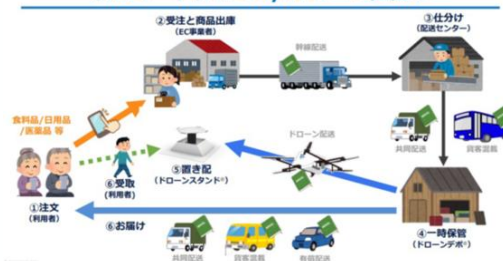 ②受注と商品出庫
(EC事業者)
③仕分け
(配送センター)
幹線配送
食料品/日用品
/医薬品 等
共同配送
貨客混載
ドローン配送
⑤置き配
(ドローンスタンド®)
⑥受取
(利用者)
①注文
(利用者)
⑥お届け
④一時保管
(ドローンデポ®)
共同配送
貨客混載